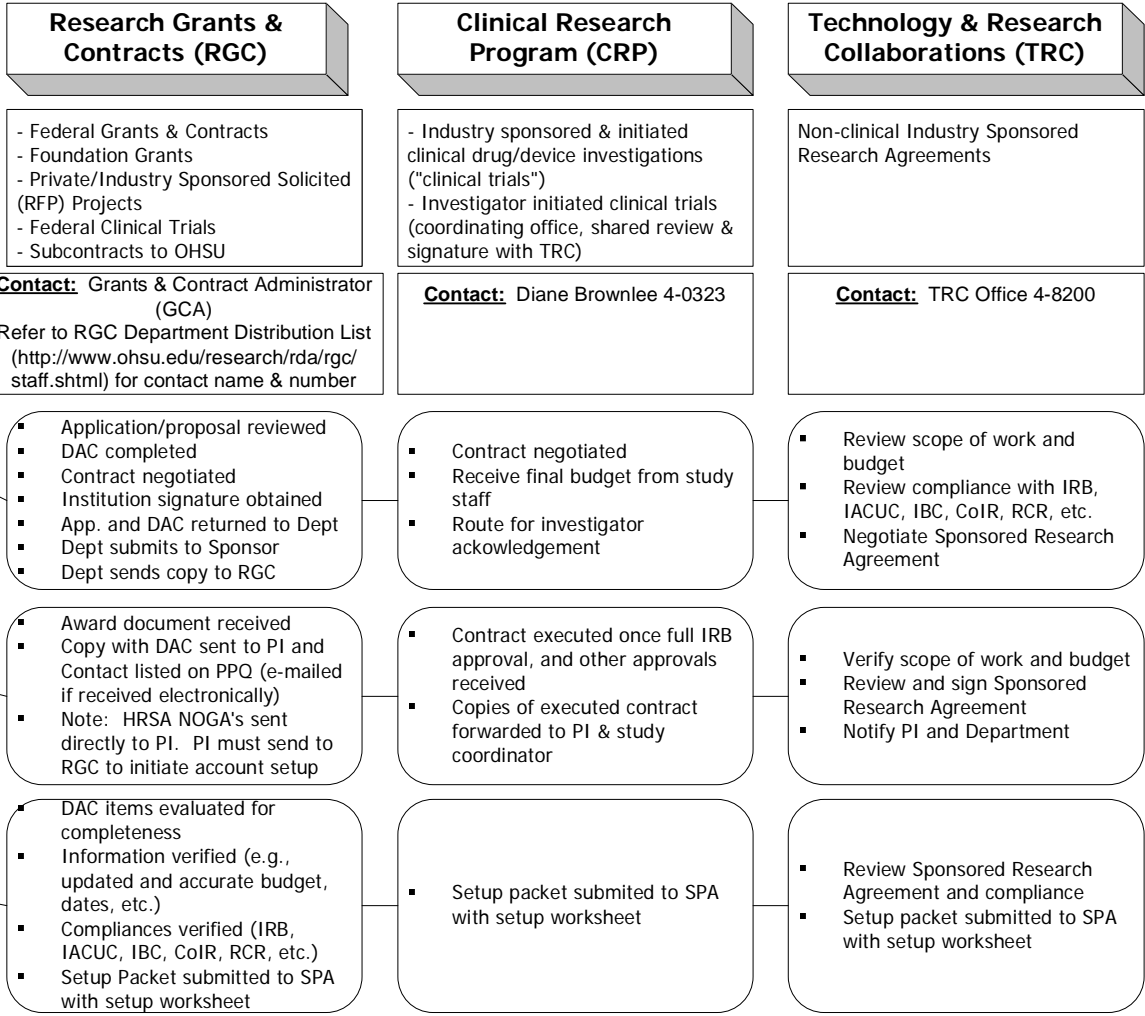 Research Grants &
Contracts (RGC)
Clinical Research
Program (CRP)
Technology & Research
Collaborations (TRC)
- Federal Grants & Contracts
- Foundation Grants
- Private/Industry Sponsored Solicited
(RFP) Projects
- Federal Clinical Trials
- Subcontracts to OHSU
- Industry sponsored & initiated
clinical drug/device investigations
("clinical trials")
- Investigator initiated clinical trials
(coordinating office, shared review &
signature with TRC)
Non-clinical Industry Sponsored
Research Agreements
Contact: Grants & Contract Administrator
(GCA)
Refer to RGC Department Distribution List
(http://www.ohsu.edu/research/rda/rgc/
staff.shtml) for contact name & number
Contact: Diane Brownlee 4-0323
Contact: TRC Office 4-8200
▪ Application/proposal reviewed
▪ DAC completed
▪ Contract negotiated
▪ Institution signature obtained
▪ App. and DAC returned to Dept
▪ Dept submits to Sponsor
▪ Dept sends copy to RGC
▪ Contract negotiated
▪ Receive final budget from study
staff
▪ Route for investigator
ackowledgement
▪ Review scope of work and
budget
▪ Review compliance with IRB,
IACUC, IBC, CoIR, RCR, etc.
▪ Negotiate Sponsored Research
Agreement
▪ Award document received
▪ Copy with DAC sent to PI and
Contact listed on PPQ (e-mailed
if received electronically)
▪ Note: HRSA NOGA's sent
directly to PI. PI must send to
RGC to initiate account setup
▪ Contract executed once full IRB
approval, and other approvals
received
▪ Copies of executed contract
forwarded to PI & study
coordinator
▪ Verify scope of work and budget
▪ Review and sign Sponsored
Research Agreement
▪ Notify PI and Department
▪ DAC items evaluated for
completeness
▪ Information verified (e.g.,
updated and accurate budget,
dates, etc.)
▪ Compliances verified (IRB,
IACUC, IBC, CoIR, RCR, etc.)
▪ Setup Packet submitted to SPA
with setup worksheet
▪ Setup packet submited to SPA
with setup worksheet
▪ Review Sponsored Research
Agreement and compliance
▪ Setup packet submitted to SPA
with setup worksheet